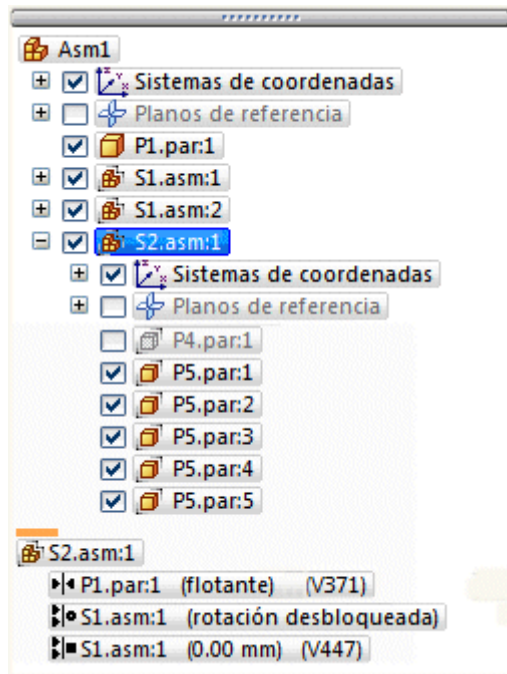 Asm1
Sistemas de coordenadas
Planos de referencia
P1.par:1
S1.asm:1
S1.asm:2
S2.asm:1
Sistemas de coordenadas
Planos de referencia
P4.par:1
P5.par:1
P5.par:2
P5.par:3
P5.par:4
P5.par:5
S2.asm:1
P1.par:1 (flotante) (V371)
S1.asm:1 (rotación desbloqueada)
S1.asm:1 (0.00 mm) (V447)